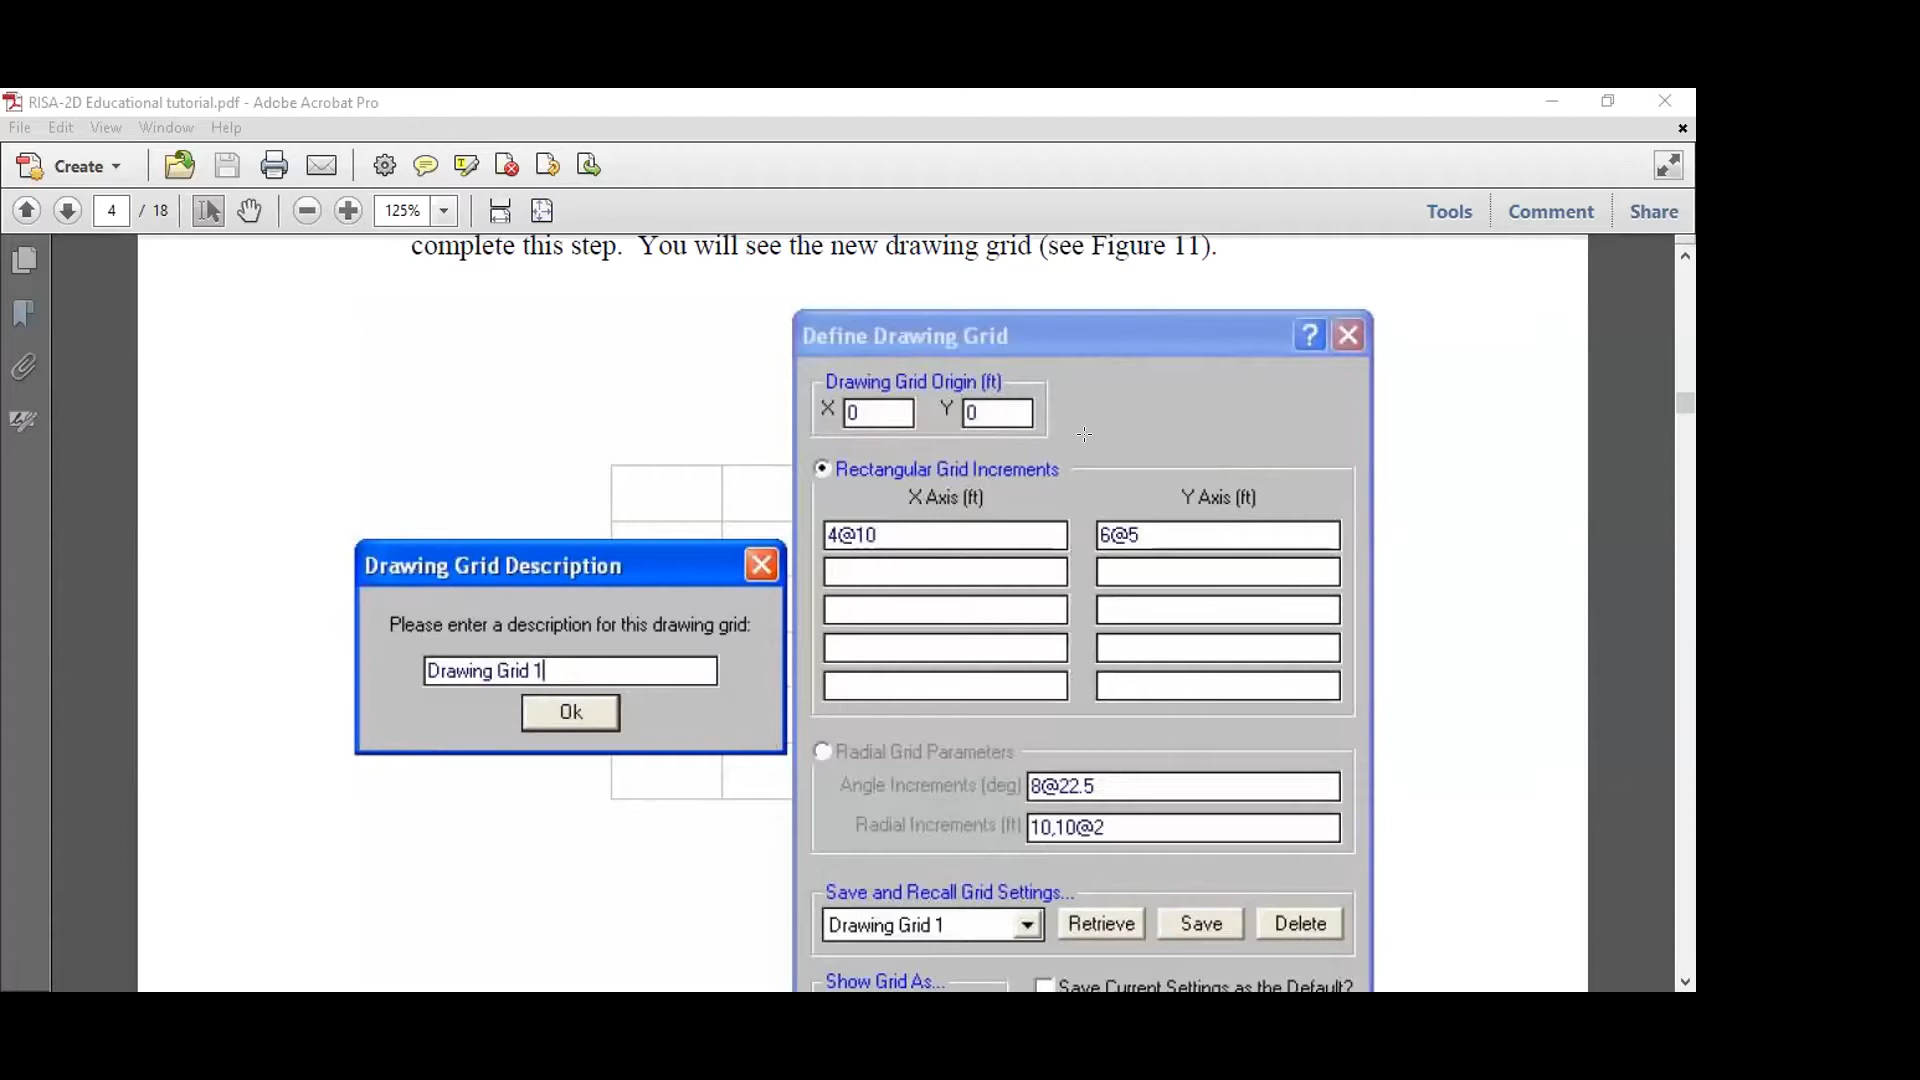 RISA-2D Educational tutorial.pdf - Adobe Acrobat Pro
File Edit View Window Help
Create
4 / 18 125% Tools Comment Share
complete this step. You will see the new drawing grid (see Figure 11).
Define Drawing Grid
Drawing Grid Origin (ft)
X 0 Y 0
Rectangular Grid Increments
X Axis (ft) Y Axis (ft)
4@10 6@5
Drawing Grid Description
Please enter a description for this drawing grid:
Drawing Grid 1
Ok
Radial Grid Parameters
Angle Increments (deg) 8@22.5
Radial Increments (ft) 10,10@2
Save and Recall Grid Settings...
Drawing Grid 1 Retrieve Save Delete
Show Grid As... Save Current Settings as the Default?